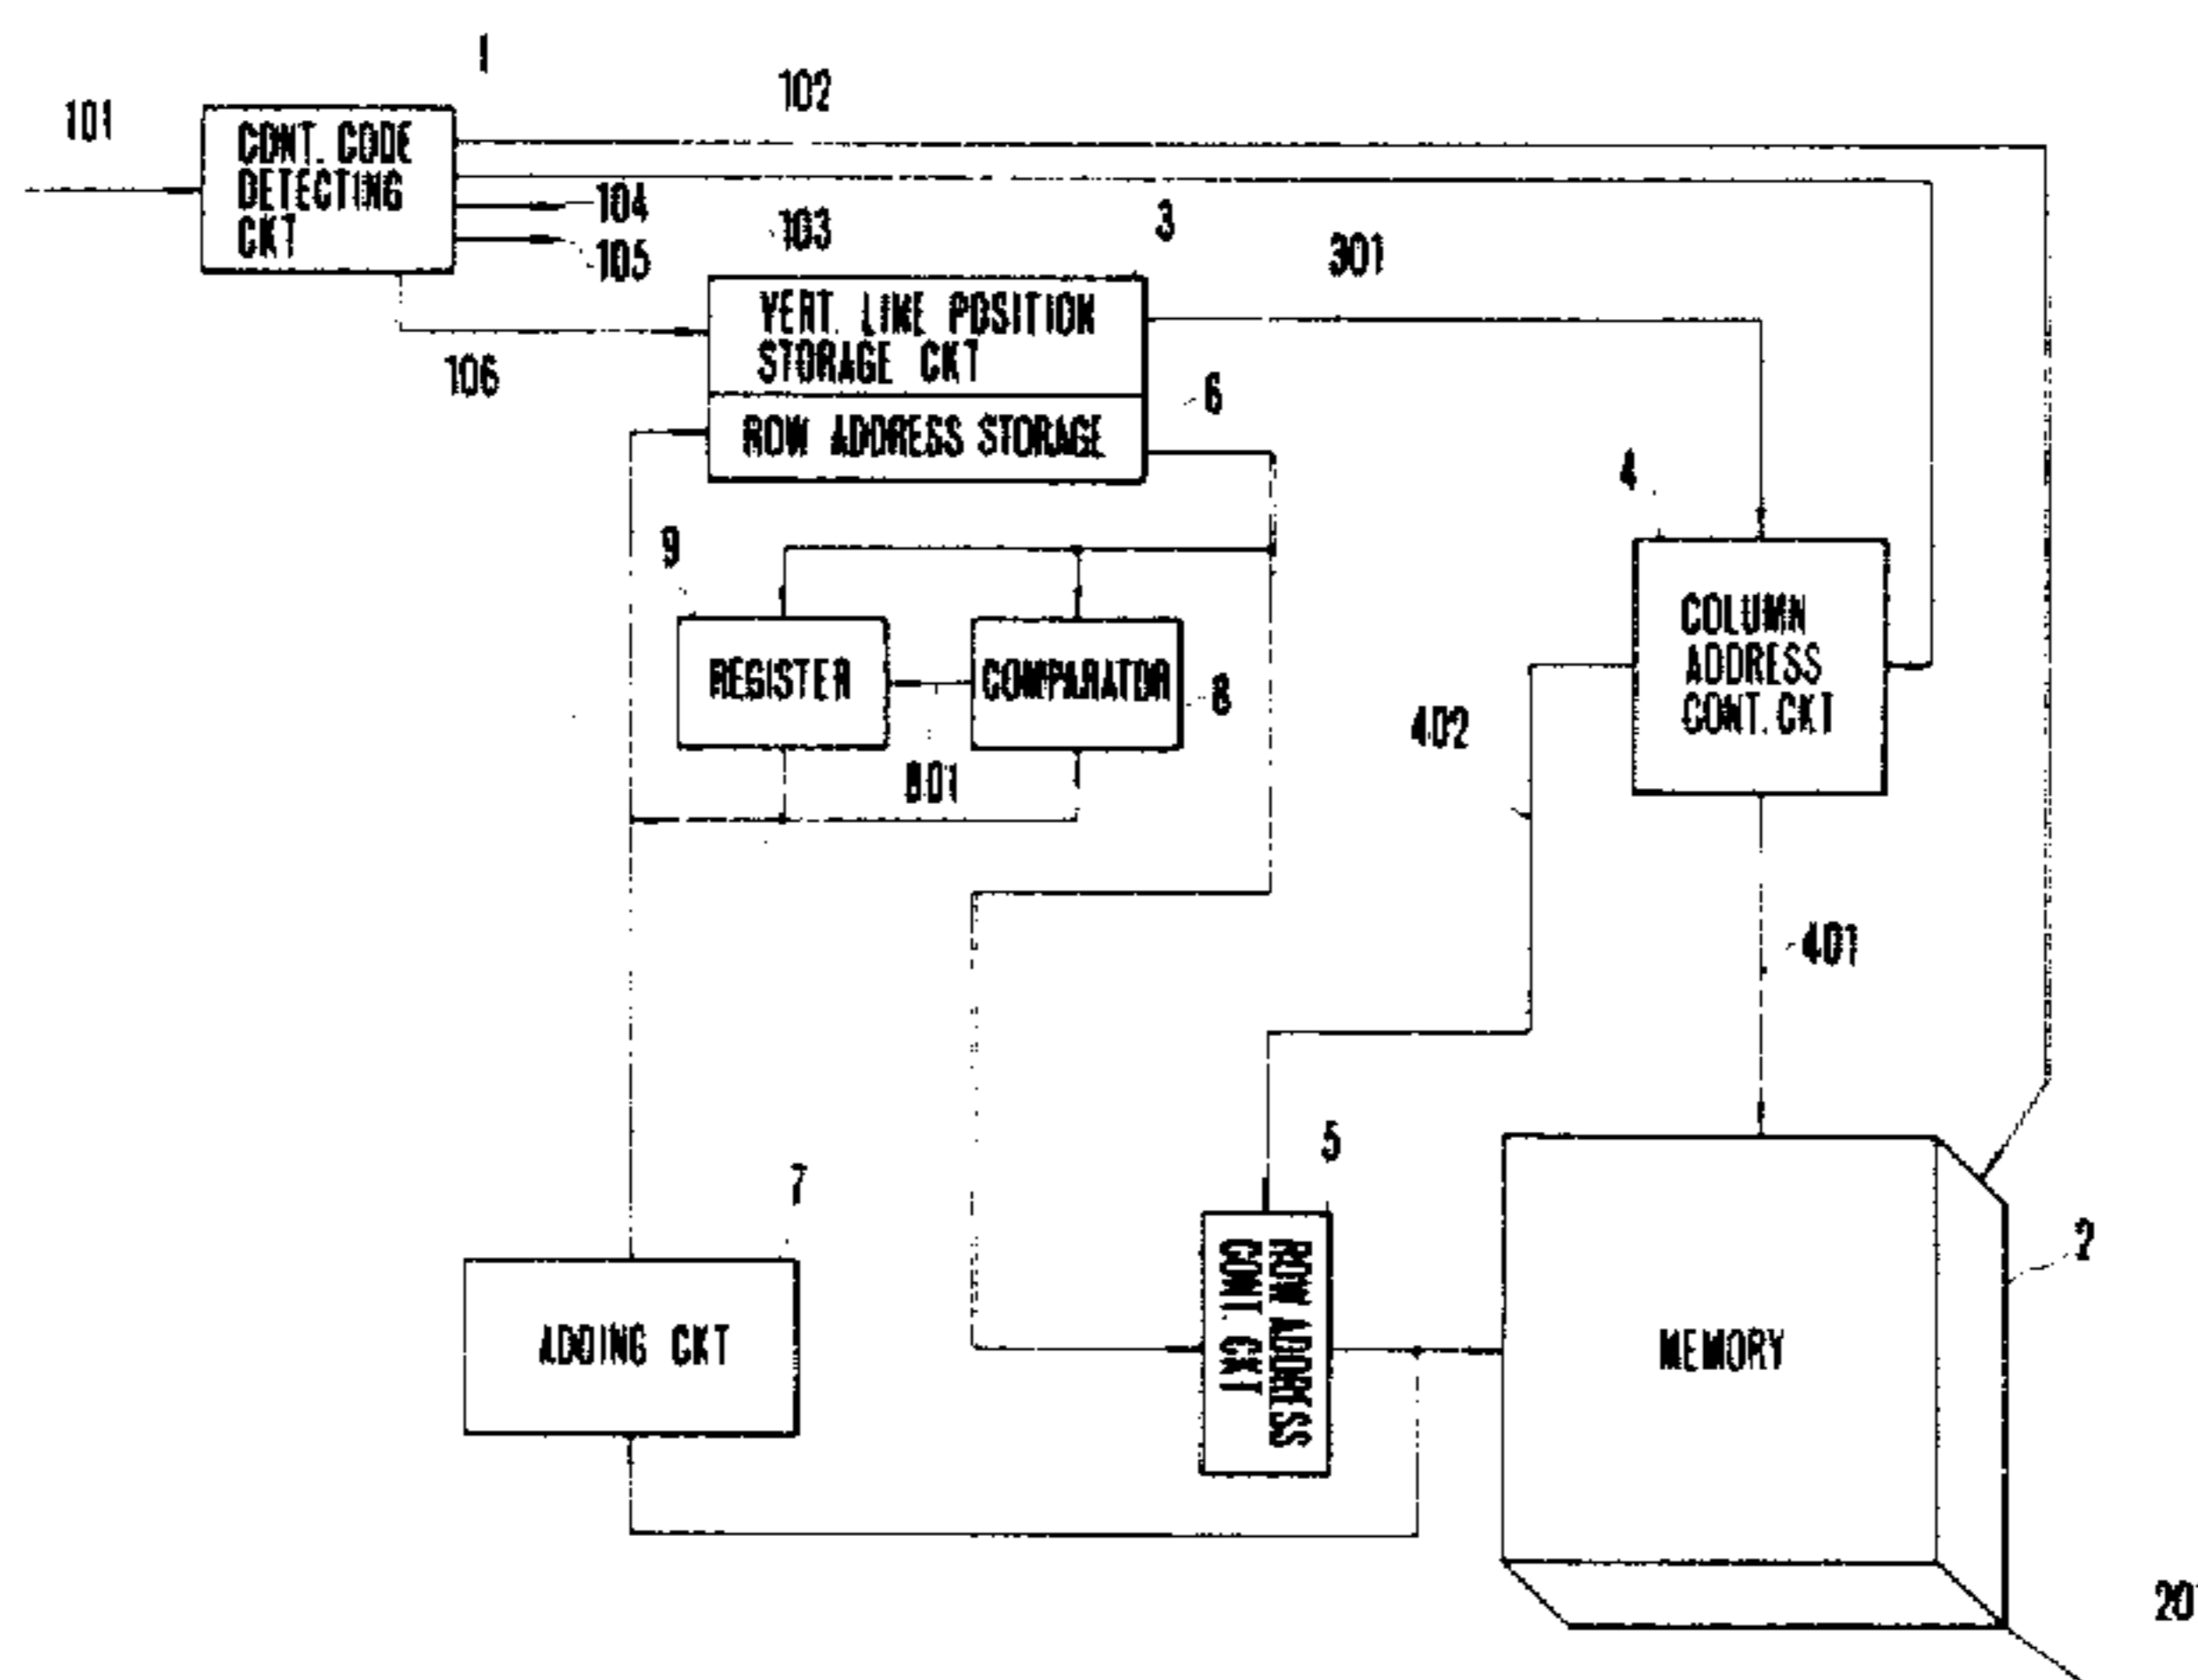 1
101
102
CONT. CODE
DETECTING
CKT
104
105
103
3
301
VERT. LINE POSITION
STORAGE CKT
106
6
ROW ADDRESS STORAGE
4
9
REGISTER
COMPARATOR
8
801
COLUMN
ADDRESS
CONT. CKT
402
401
5
7
2
ROW ADDRESS
CONT. CKT
ADDING CKT
MEMORY